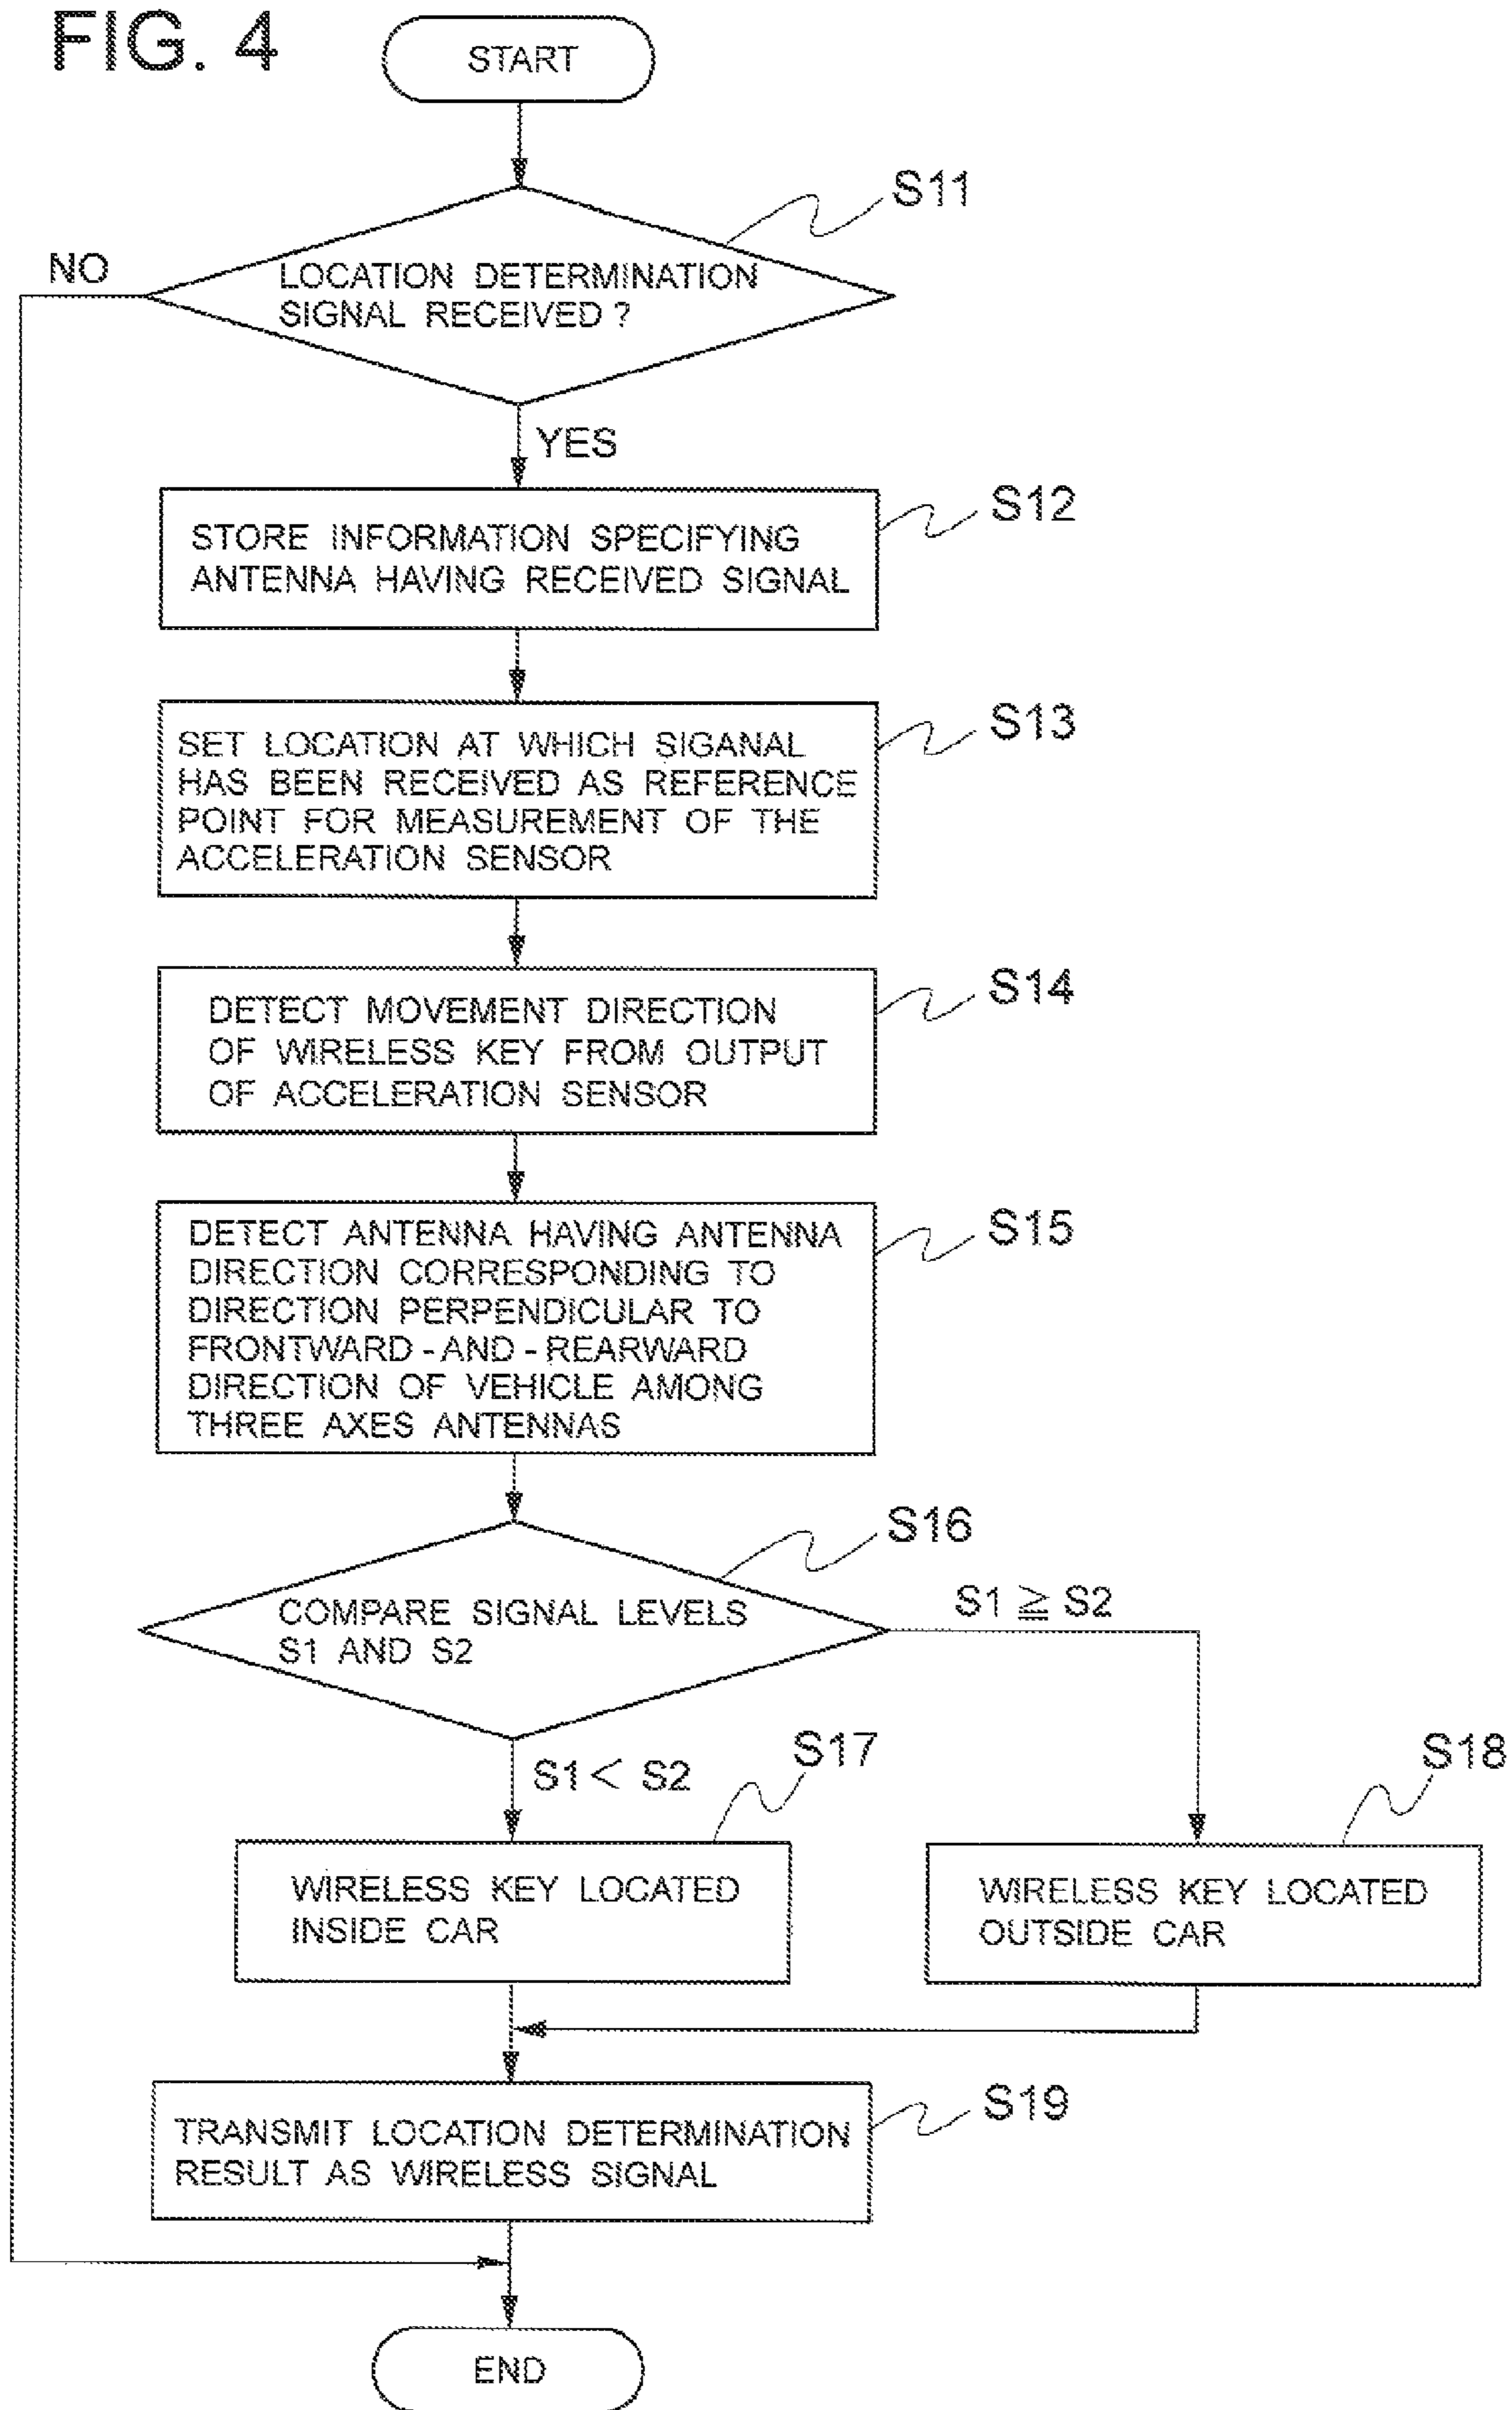 FIG. 4
START
S11
NO
LOCATION DETERMINATION
SIGNAL RECEIVED ?
YES
S12
STORE INFORMATION SPECIFYING
ANTENNA HAVING RECEIVED SIGNAL
S13
SET LOCATION AT WHICH SIGANAL
HAS BEEN RECEIVED AS REFERENCE
POINT FOR MEASUREMENT OF THE
ACCELERATION SENSOR
S14
DETECT MOVEMENT DIRECTION
OF WIRELESS KEY FROM OUTPUT
OF ACCELERATION SENSOR
S15
DETECT ANTENNA HAVING ANTENNA
DIRECTION CORRESPONDING TO
DIRECTION PERPENDICULAR TO
FRONTWARD - AND - REARWARD
DIRECTION OF VEHICLE AMONG
THREE AXES ANTENNAS
S16
COMPARE SIGNAL LEVELS
S1 AND S2
S1 ≧ S2
S1 < S2
S17
S18
WIRELESS KEY LOCATED
INSIDE CAR
WIRELESS KEY LOCATED
OUTSIDE CAR
S19
TRANSMIT LOCATION DETERMINATION
RESULT AS WIRELESS SIGNAL
END